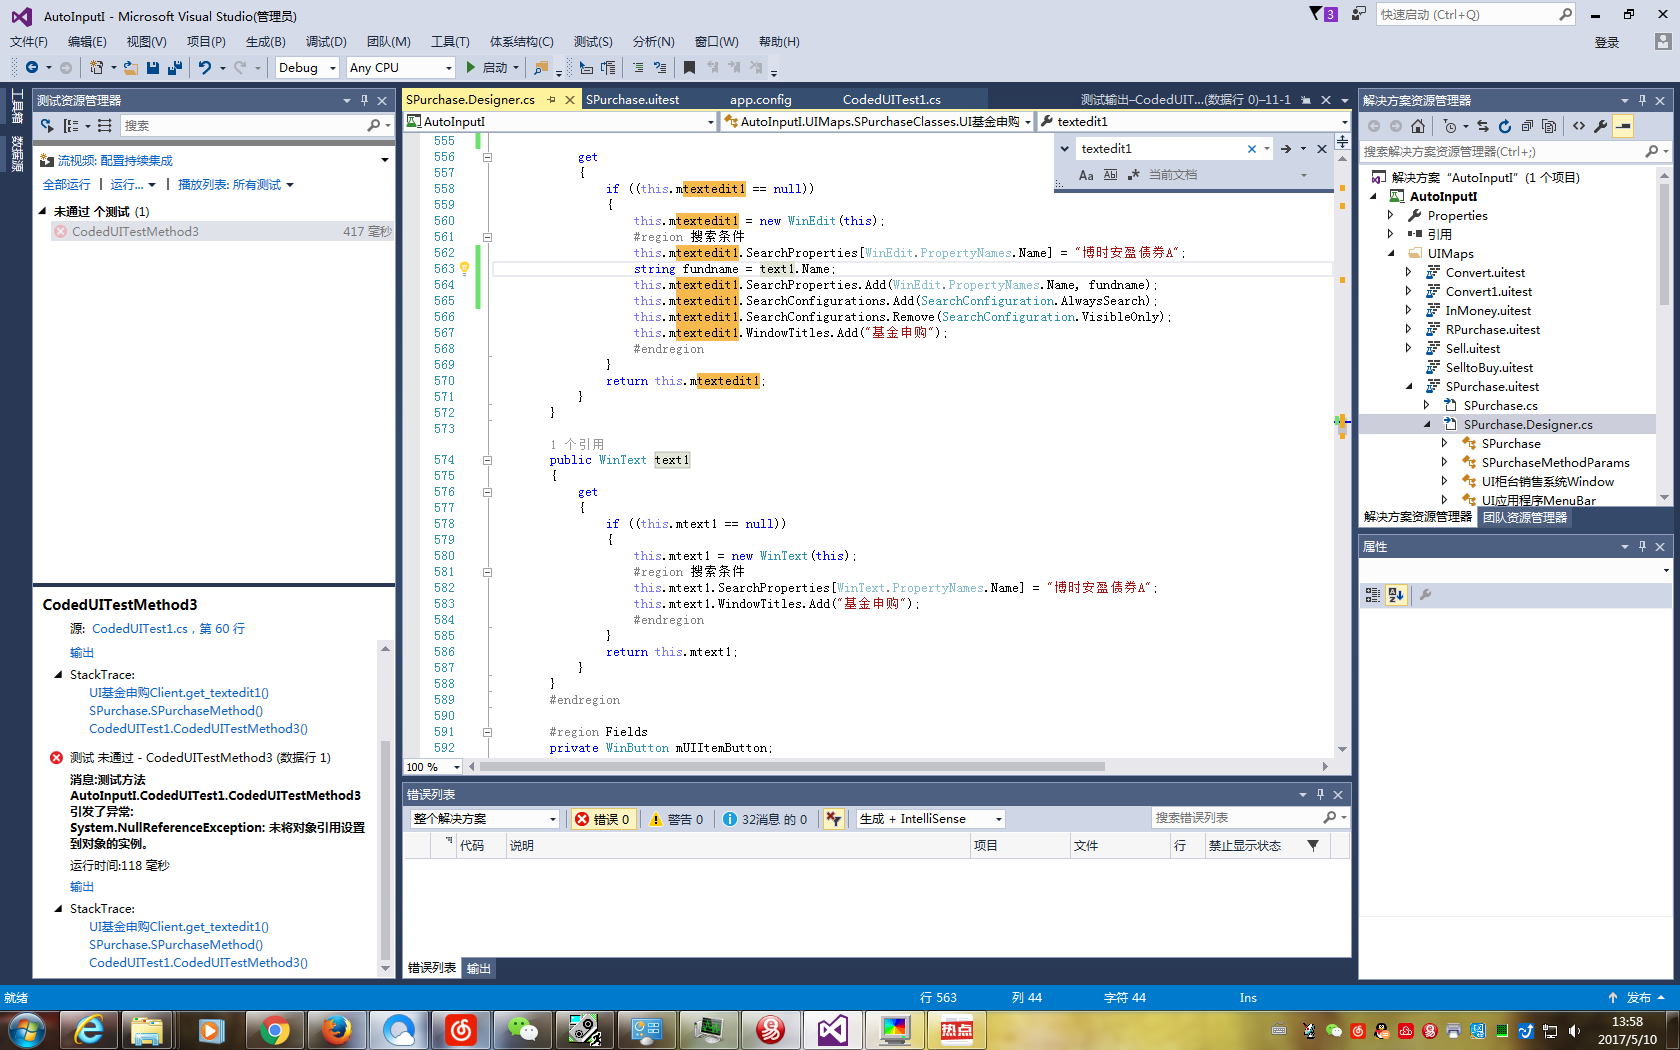 AutoInputI - Microsoft Visual Studio(管理员)
3
快速启动 (Ctrl+Q)
文件(F) 编辑(E) 视图(V) 项目(P) 生成(B) 调试(D) 团队(M) 工具(T) 体系结构(C) 测试(S) 分析(N) 窗口(W) 帮助(H)
登录
Debug Any CPU 启动
工具箱
数据源
测试资源管理器
搜索
流视频: 配置持续集成
全部运行 | 运行... | 播放列表: 所有测试
未通过 个测试 (1)
CodedUITestMethod3 417 毫秒
CodedUITestMethod3
源: CodedUITest1.cs , 第 60 行
输出
StackTrace:
UI基金申购Client.get_textedit1()
SPurchase.SPurchaseMethod()
CodedUITest1.CodedUITestMethod3()
测试 未通过 - CodedUITestMethod3 (数据行 1)
消息:测试方法
AutoInputI.CodedUITest1.CodedUITestMethod3
引发了异常:
System.NullReferenceException: 未将对象引用设置
到对象的实例。
运行时间:118 毫秒
输出
StackTrace:
UI基金申购Client.get_textedit1()
SPurchase.SPurchaseMethod()
CodedUITest1.CodedUITestMethod3()
SPurchase.Designer.cs SPurchase.uitest app.config CodedUITest1.cs 测试输出–CodedUIT...(数据行 0)–11-1
AutoInputI AutoInputI.UIMaps.SPurchaseClasses.UI基金申购 textedit1
textedit1
Aa Ab 当前文档
555
556 get
557 {
558 if ((this.mtextedit1 == null))
559 {
560 this.mtextedit1 = new WinEdit(this);
561 #region 搜索条件
562 this.mtextedit1.SearchProperties[WinEdit.PropertyNames.Name] = "博时安盈债券A";
563 string fundname = text1.Name;
564 this.mtextedit1.SearchProperties.Add(WinEdit.PropertyNames.Name, fundname);
565 this.mtextedit1.SearchConfigurations.Add(SearchConfiguration.AlwaysSearch);
566 this.mtextedit1.SearchConfigurations.Remove(SearchConfiguration.VisibleOnly);
567 this.mtextedit1.WindowTitles.Add("基金申购");
568 #endregion
569 }
570 return this.mtextedit1;
571 }
572 }
573
1 个引用
574 public WinText text1
575 {
576 get
577 {
578 if ((this.mtext1 == null))
579 {
580 this.mtext1 = new WinText(this);
581 #region 搜索条件
582 this.mtext1.SearchProperties[WinText.PropertyNames.Name] = "博时安盈债券A";
583 this.mtext1.WindowTitles.Add("基金申购");
584 #endregion
585 }
586 return this.mtext1;
587 }
588 }
589 #endregion
590
591 #region Fields
592 private WinButton mUIItemButton;
100 %
错误列表
整个解决方案 错误 0 警告 0 32消息 的 0 生成 + IntelliSense 搜索错误列表
代码 说明 项目 文件 行 禁止显示状态
错误列表 输出
解决方案资源管理器
搜索解决方案资源管理器(Ctrl+;)
解决方案 "AutoInputI" (1 个项目)
AutoInputI
Properties
引用
UIMaps
Convert.uitest
Convert1.uitest
InMoney.uitest
RPurchase.uitest
Sell.uitest
SelltoBuy.uitest
SPurchase.uitest
SPurchase.cs
SPurchase.Designer.cs
SPurchase
SPurchaseMethodParams
UI柜台销售系统Window
UI应用程序MenuBar
解决方案资源管理器 团队资源管理器
属性
就绪 行 563 列 44 字符 44 Ins 发布
热点
13:58
2017/5/10